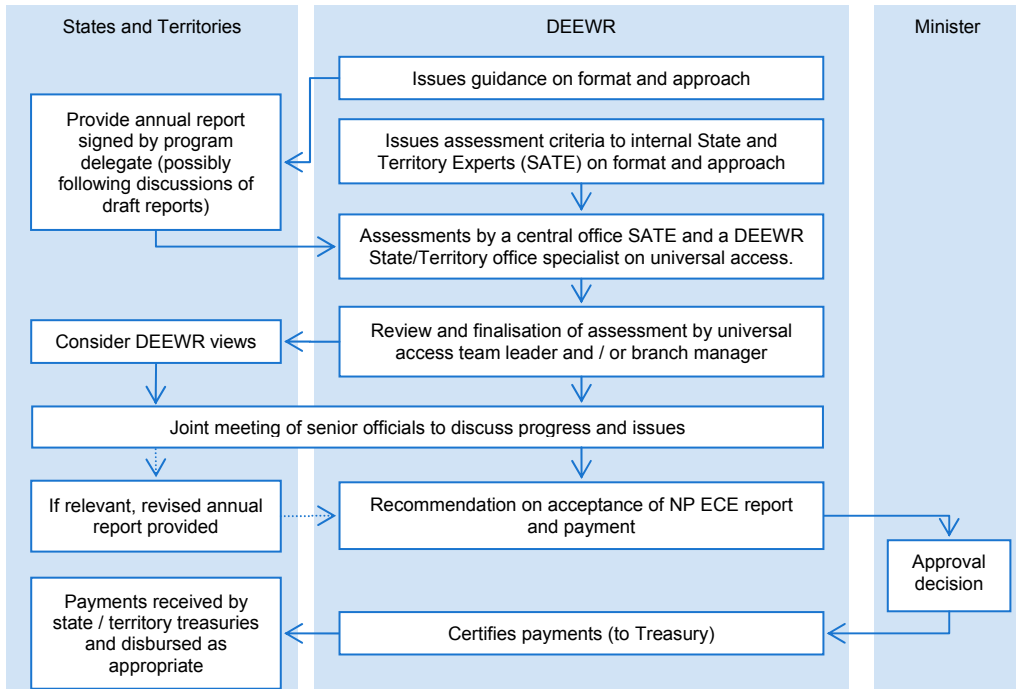 States and Territories
DEEWR
Minister
Issues guidance on format and approach
Provide annual report
signed by program
delegate (possibly
following discussions of
draft reports)
Issues assessment criteria to internal State and
Territory Experts (SATE) on format and approach
Assessments by a central office SATE and a DEEWR
State/Territory office specialist on universal access.
Consider DEEWR views
Review and finalisation of assessment by universal
access team leader and / or branch manager
Joint meeting of senior officials to discuss progress and issues
If relevant, revised annual
report provided
Recommendation on acceptance of NP ECE report
and payment
Approval
decision
Payments received by
state / territory treasuries
and disbursed as
appropriate
Certifies payments (to Treasury)